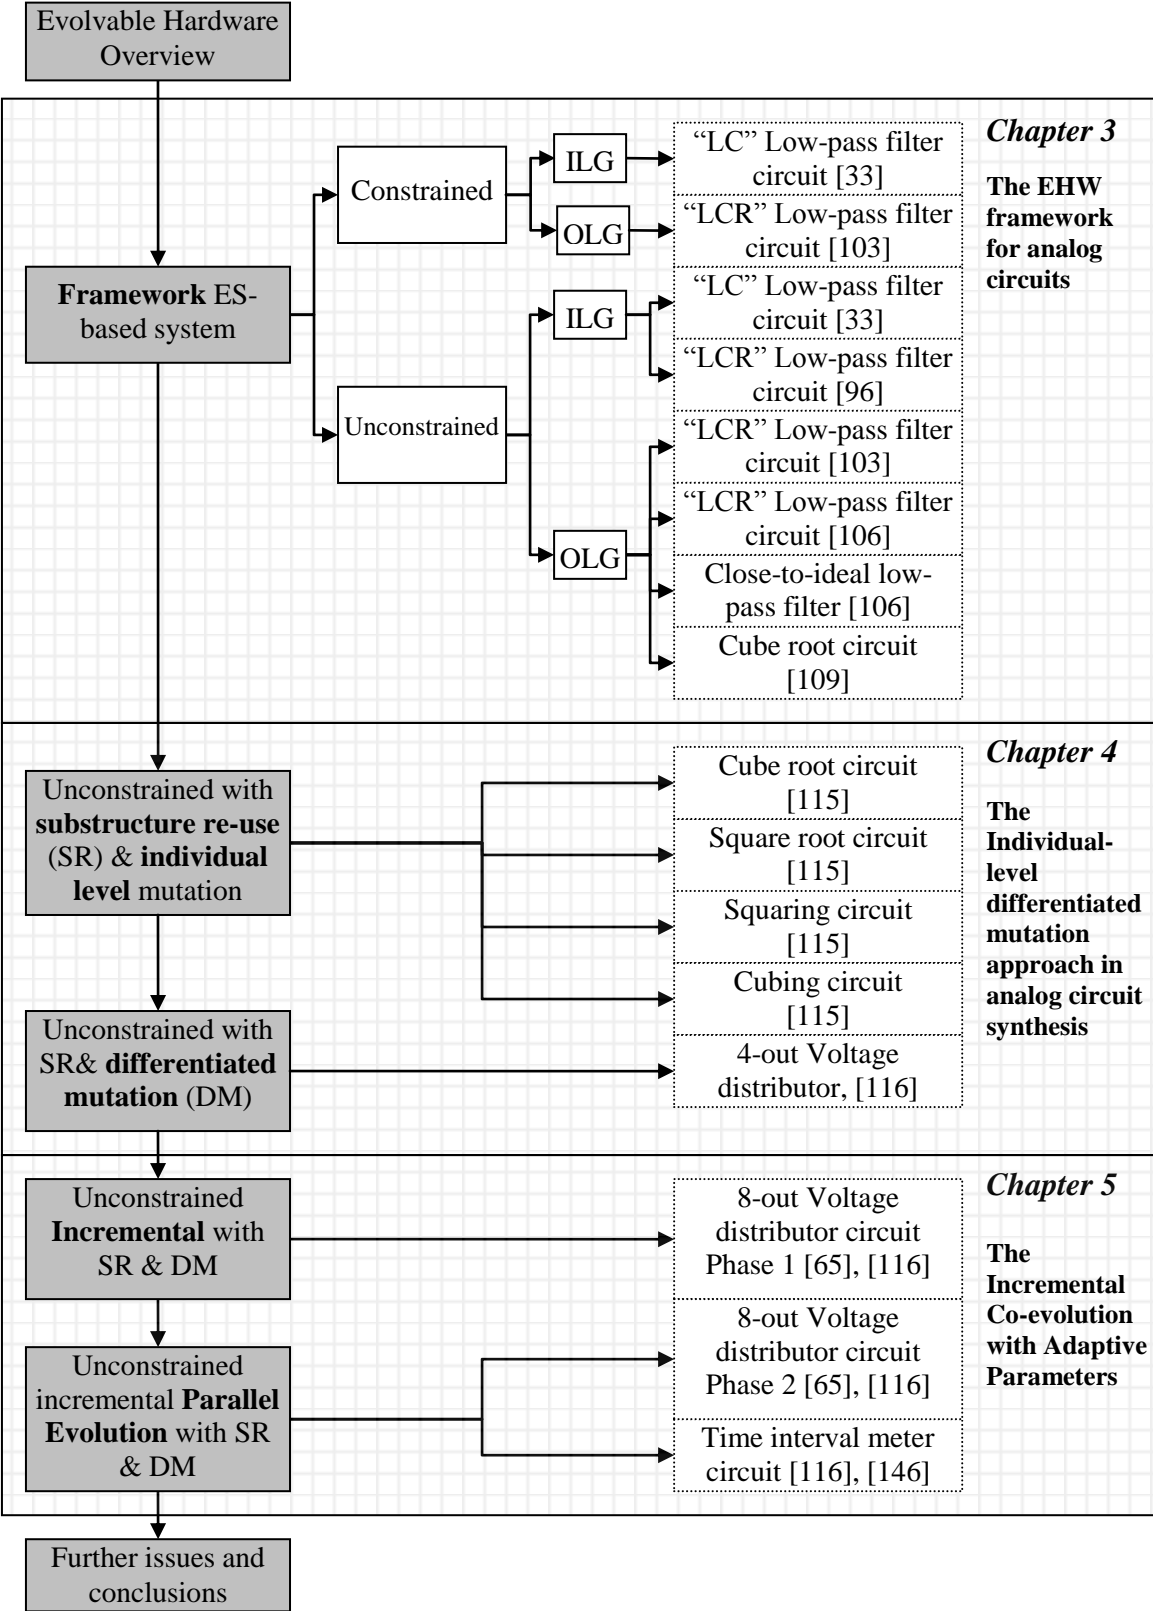 Evolvable Hardware
Overview
Chapter 3
The EHW
framework
for analog
circuits
Framework ES-
based system
Constrained
ILG
"LC" Low-pass filter
circuit [33]
OLG
"LCR" Low-pass filter
circuit [103]
Unconstrained
ILG
"LC" Low-pass filter
circuit [33]
"LCR" Low-pass filter
circuit [96]
OLG
"LCR" Low-pass filter
circuit [103]
"LCR" Low-pass filter
circuit [106]
Close-to-ideal low-
pass filter [106]
Cube root circuit
[109]
Chapter 4
The
Individual-
level
differentiated
mutation
approach in
analog circuit
synthesis
Unconstrained with
substructure re-use
(SR) & individual
level mutation
Cube root circuit
[115]
Square root circuit
[115]
Squaring circuit
[115]
Cubing circuit
[115]
Unconstrained with
SR& differentiated
mutation (DM)
4-out Voltage
distributor, [116]
Chapter 5
The
Incremental
Co-evolution
with Adaptive
Parameters
Unconstrained
Incremental with
SR & DM
8-out Voltage
distributor circuit
Phase 1 [65], [116]
Unconstrained
incremental Parallel
Evolution with SR
& DM
8-out Voltage
distributor circuit
Phase 2 [65], [116]
Time interval meter
circuit [116], [146]
Further issues and
conclusions